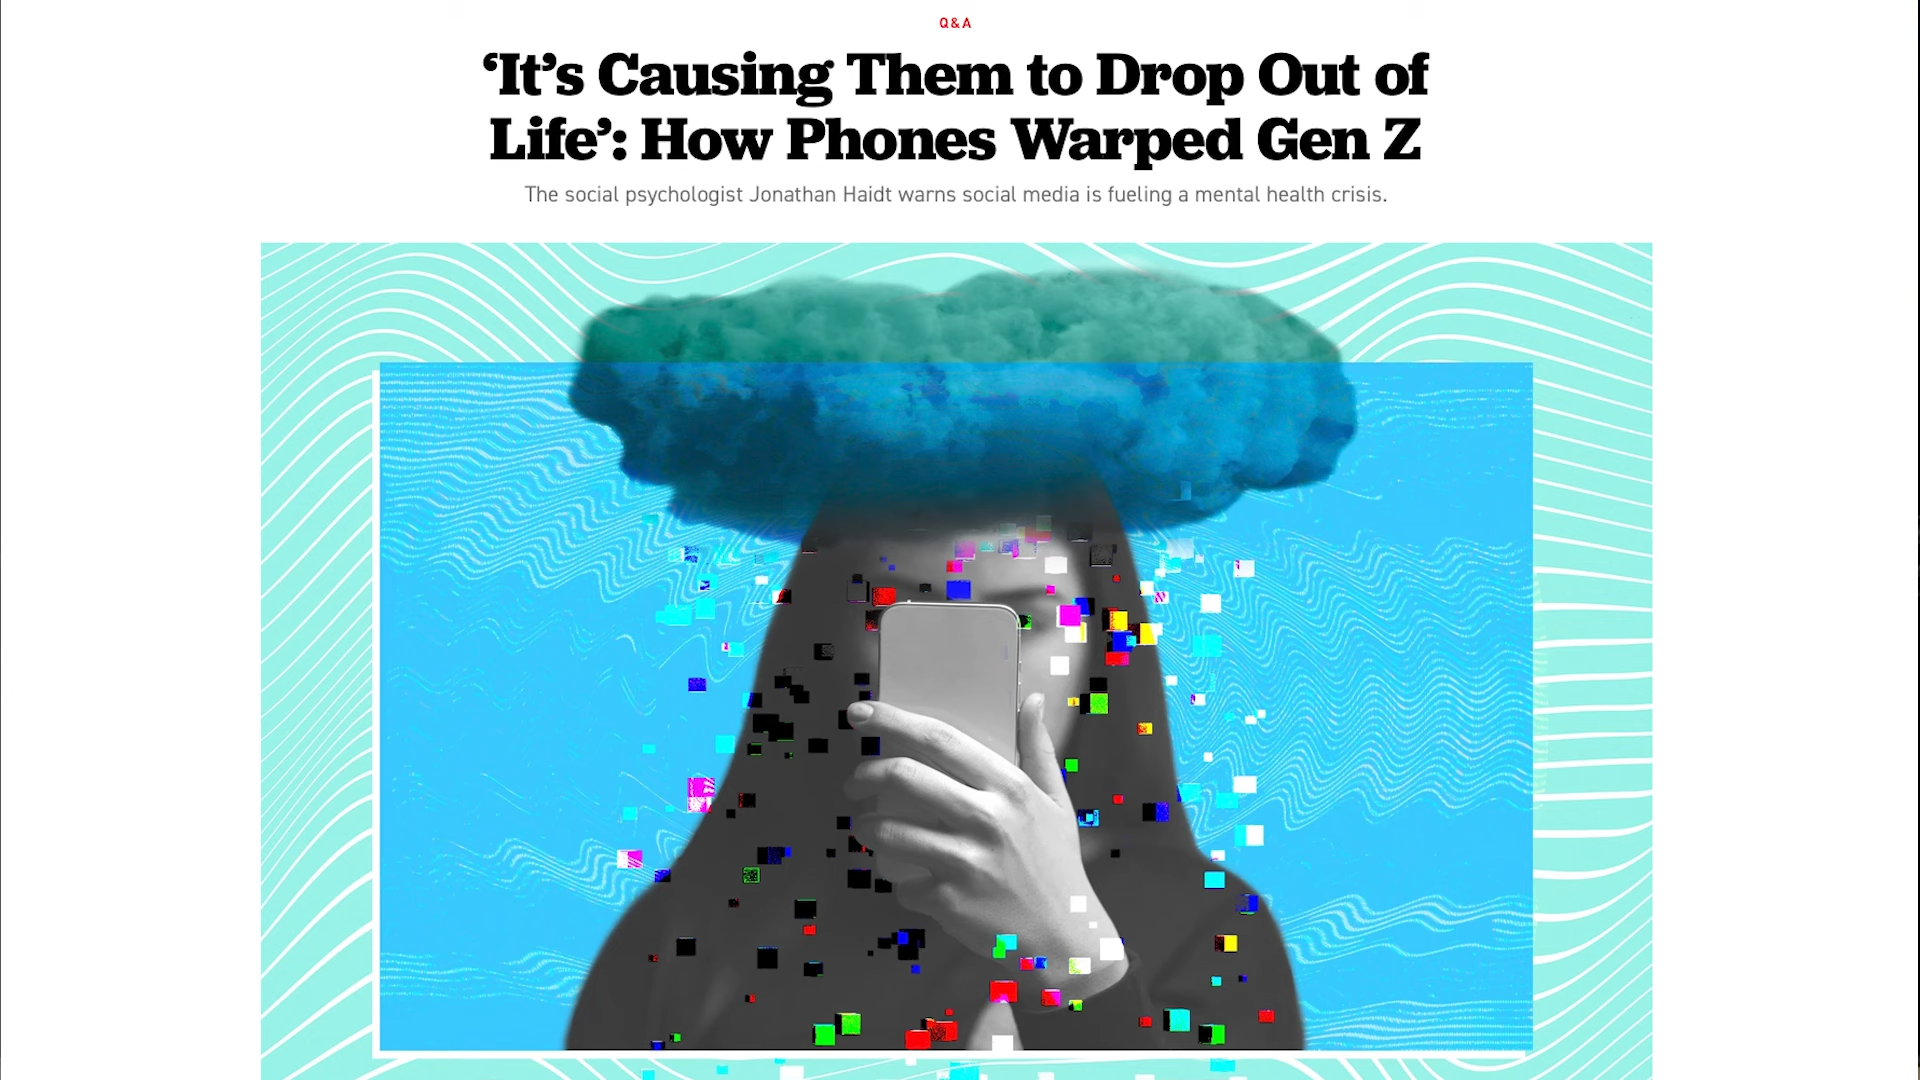 Q&A
‘It’s Causing Them to Drop Out of
Life’: How Phones Warped Gen Z
The social psychologist Jonathan Haidt warns social media is fueling a mental health crisis.